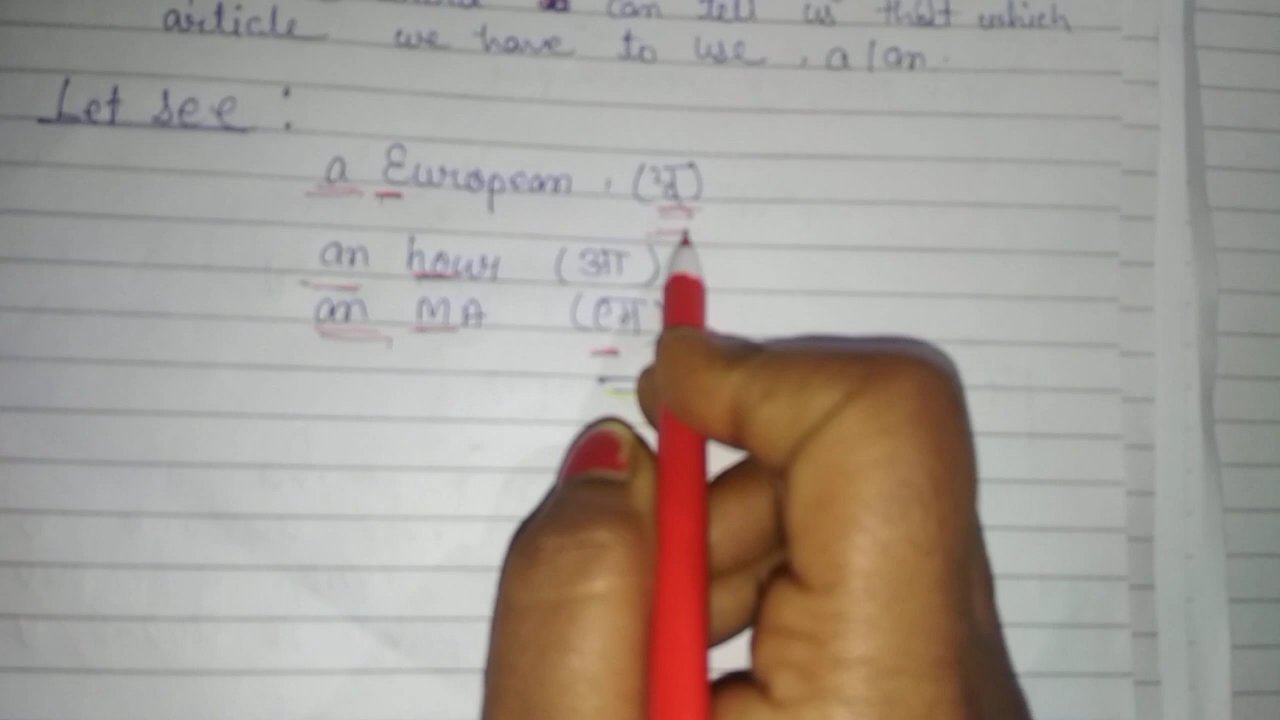 can tell us that which
article we have to use, a/an.
Let see:
a European. (यू)
an hour (आ)
an MA (एम